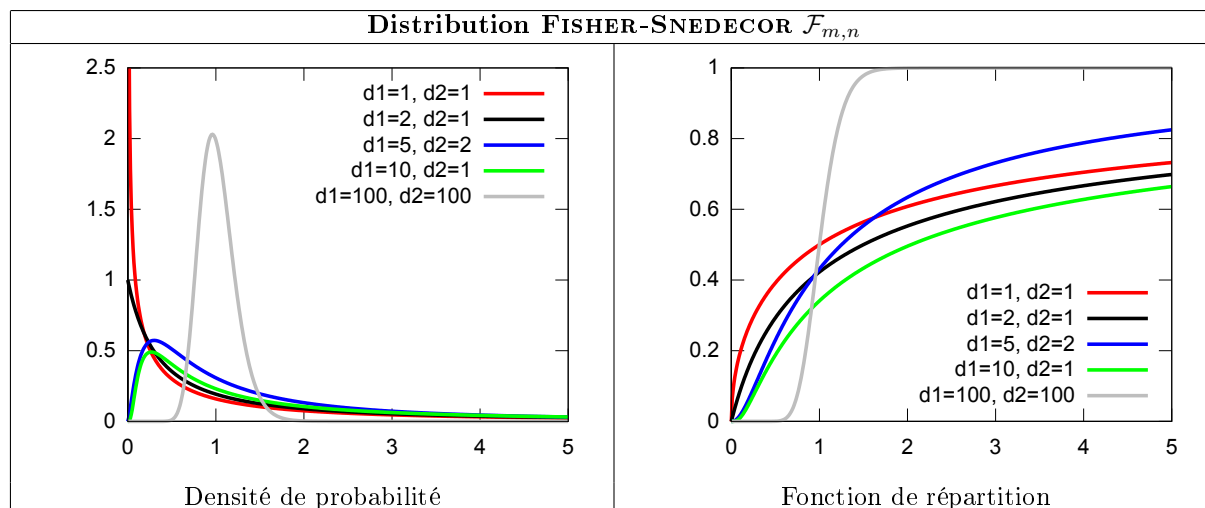 Distribution FISHER-SNEDECOR 𝓕m,n
2.5
2
1.5
1
0.5
0
0 1 2 3 4 5
d1=1, d2=1
d1=2, d2=1
d1=5, d2=2
d1=10, d2=1
d1=100, d2=100
Densité de probabilité
1
0.8
0.6
0.4
0.2
0
0 1 2 3 4 5
d1=1, d2=1
d1=2, d2=1
d1=5, d2=2
d1=10, d2=1
d1=100, d2=100
Fonction de répartition